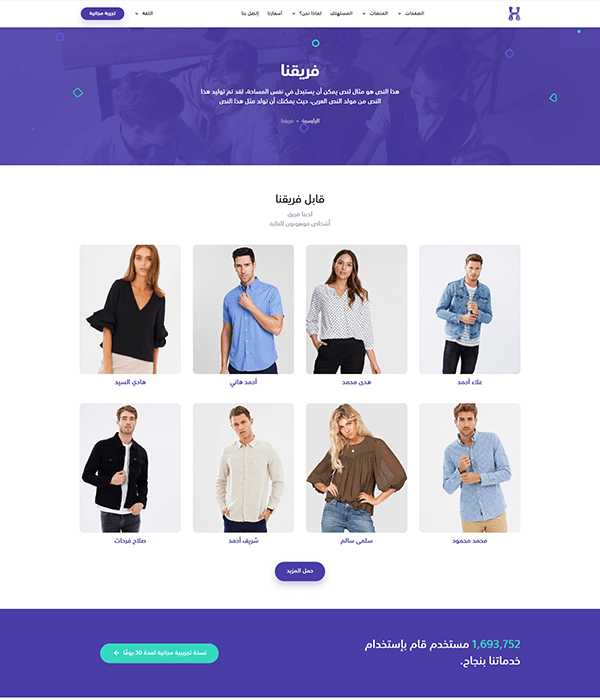 الصفحات
المنصات
المستهلك
لماذا نحن؟
أسعارنا
إتصل بنا
اللغة
تجربة مجانية
فريقنا
هذا النص هو مثال لنص يمكن أن يستبدل في نفس المساحة، لقد تم توليد هذا
النص من مولد النص العربى، حيث يمكنك أن تولد مثل هذا النص
الرئيسية • فريقنا
قابل فريقنا
لدينا فريق
أشخاص موهوبون للغاية
علاء أحمد
هدى محمد
أحمد هاني
هادي السيد
محمد محمود
سلمى سالم
شريف أحمد
صلاح فرحات
حمل المزيد
1,693,752 مستخدم قام بإستخدام
خدماتنا بنجاح.
نسخة تجريبية مجانية لمدة 30 يومًا ←